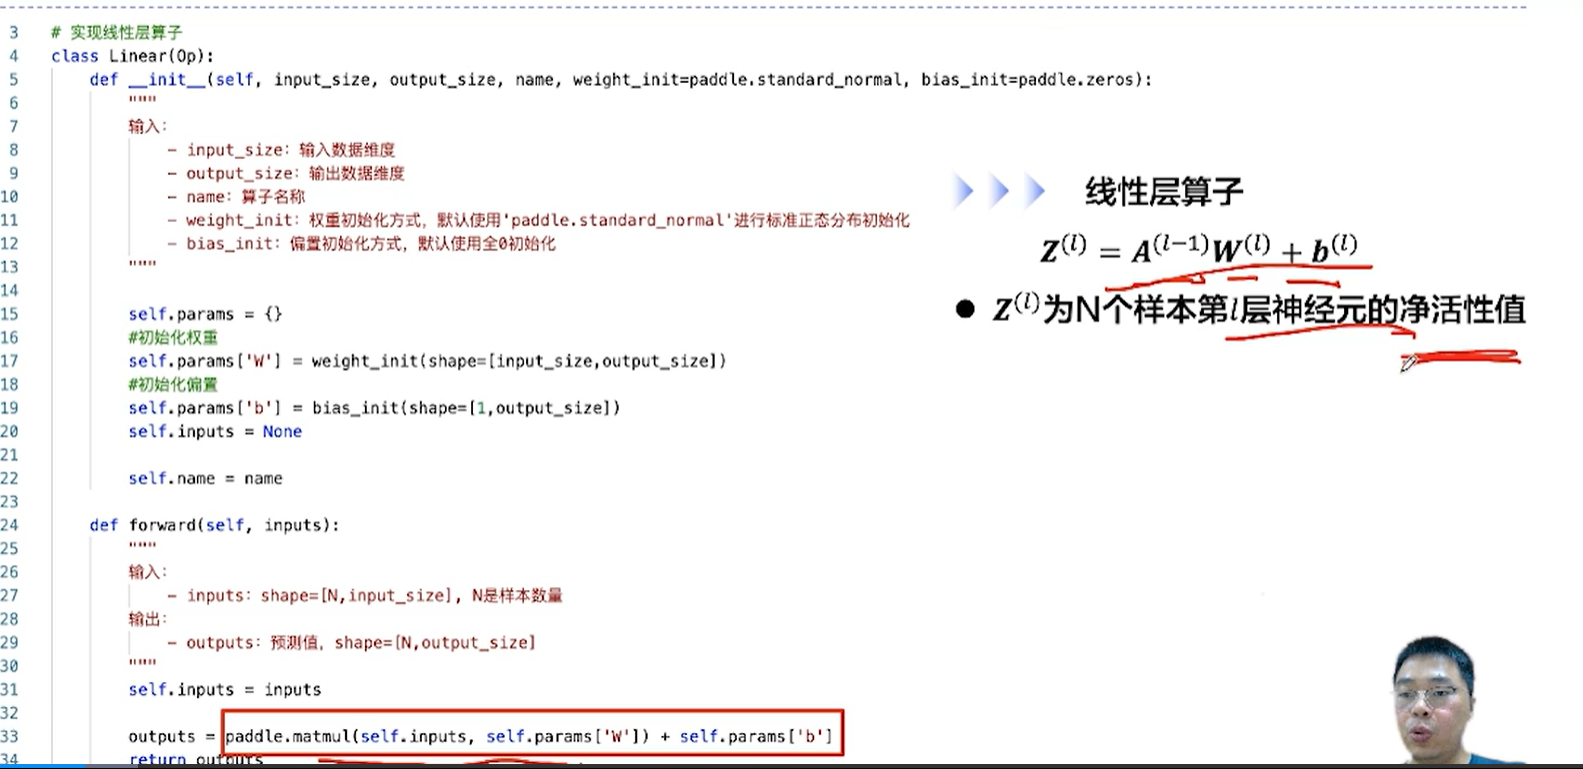 3 # 实现线性层算子
4 class Linear(Op):
5 def __init__(self, input_size, output_size, name, weight_init=paddle.standard_normal, bias_init=paddle.zeros):
6 """
7 输入:
8 - input_size: 输入数据维度
9 - output_size: 输出数据维度
10 - name: 算子名称
11 - weight_init: 权重初始化方式，默认使用'paddle.standard_normal'进行标准正态分布初始化
12 - bias_init: 偏置初始化方式，默认使用全0初始化
13 """
14
15 self.params = {}
16 #初始化权重
17 self.params['W'] = weight_init(shape=[input_size,output_size])
18 #初始化偏置
19 self.params['b'] = bias_init(shape=[1,output_size])
20 self.inputs = None
21
22 self.name = name
23
24 def forward(self, inputs):
25 """
26 输入:
27 - inputs: shape=[N,input_size], N是样本数量
28 输出:
29 - outputs: 预测值, shape=[N,output_size]
30 """
31 self.inputs = inputs
32
33 outputs = paddle.matmul(self.inputs, self.params['W']) + self.params['b']
34 return outputs
线性层算子
Z^(l) = A^(l−1)W^(l) + b^(l)
● Z^(l)为N个样本第l层神经元的净活性值